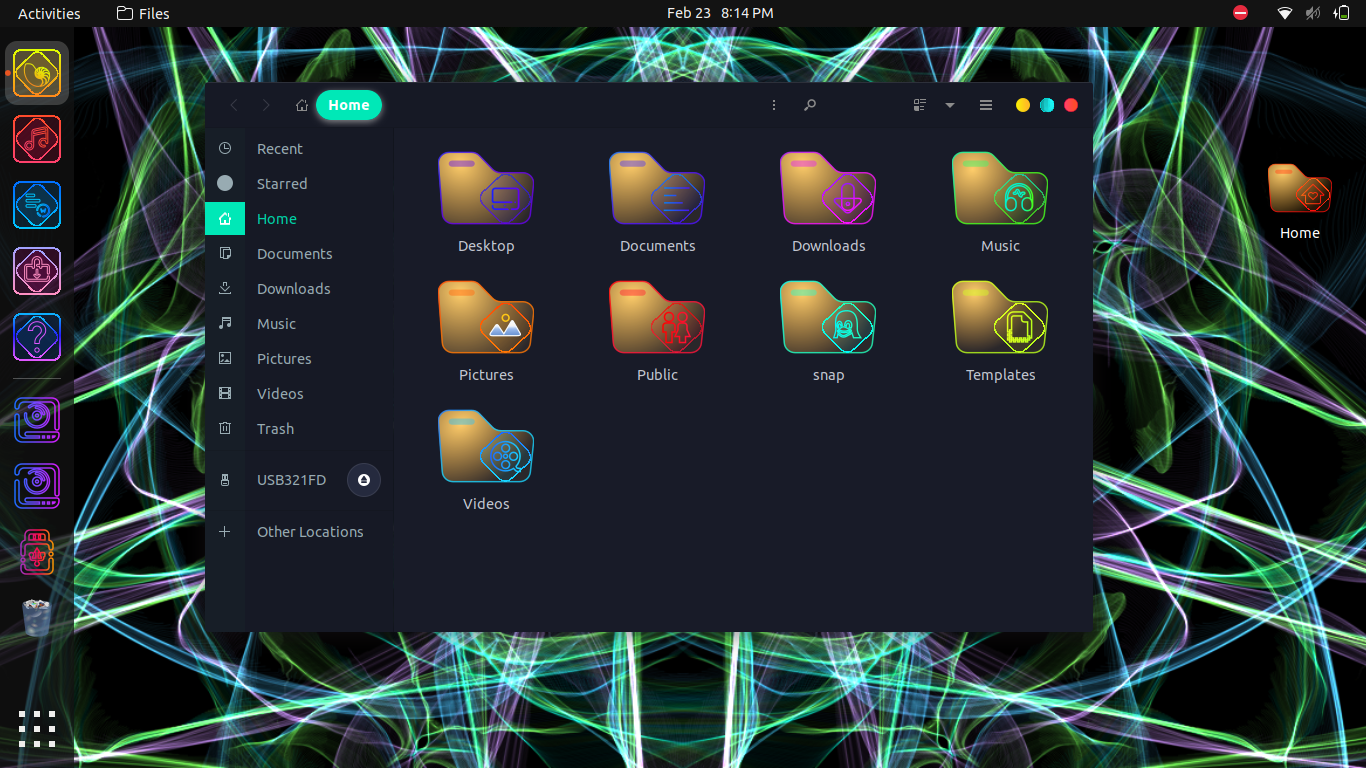 Activities
Files
Feb 23 8:14 PM
Home
Recent
Starred
Home
Documents
Downloads
Music
Pictures
Videos
Trash
USB321FD
Other Locations
Desktop
Documents
Downloads
Music
Pictures
Public
snap
Templates
Videos
Home